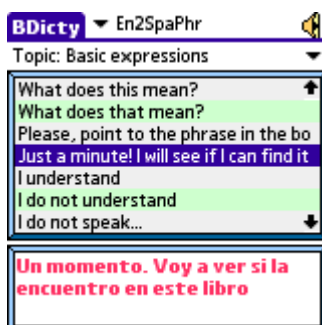 BDicty En2SpaPhr
Topic: Basic expressions
What does this mean?
What does that mean?
Please, point to the phrase in the bo
Just a minute! I will see if I can find it
I understand
I do not understand
I do not speak...
Un momento. Voy a ver si la
encuentro en este libro